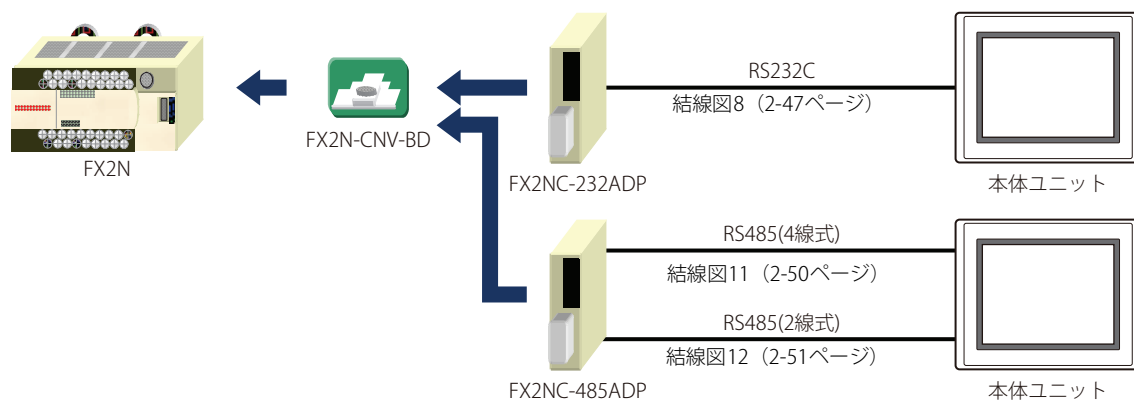 RS232C
結線図8（2-47ページ）
FX2N-CNV-BD
FX2N
FX2NC-232ADP
本体ユニット
RS485(4線式)
結線図11（2-50ページ）
RS485(2線式)
結線図12（2-51ページ）
FX2NC-485ADP
本体ユニット